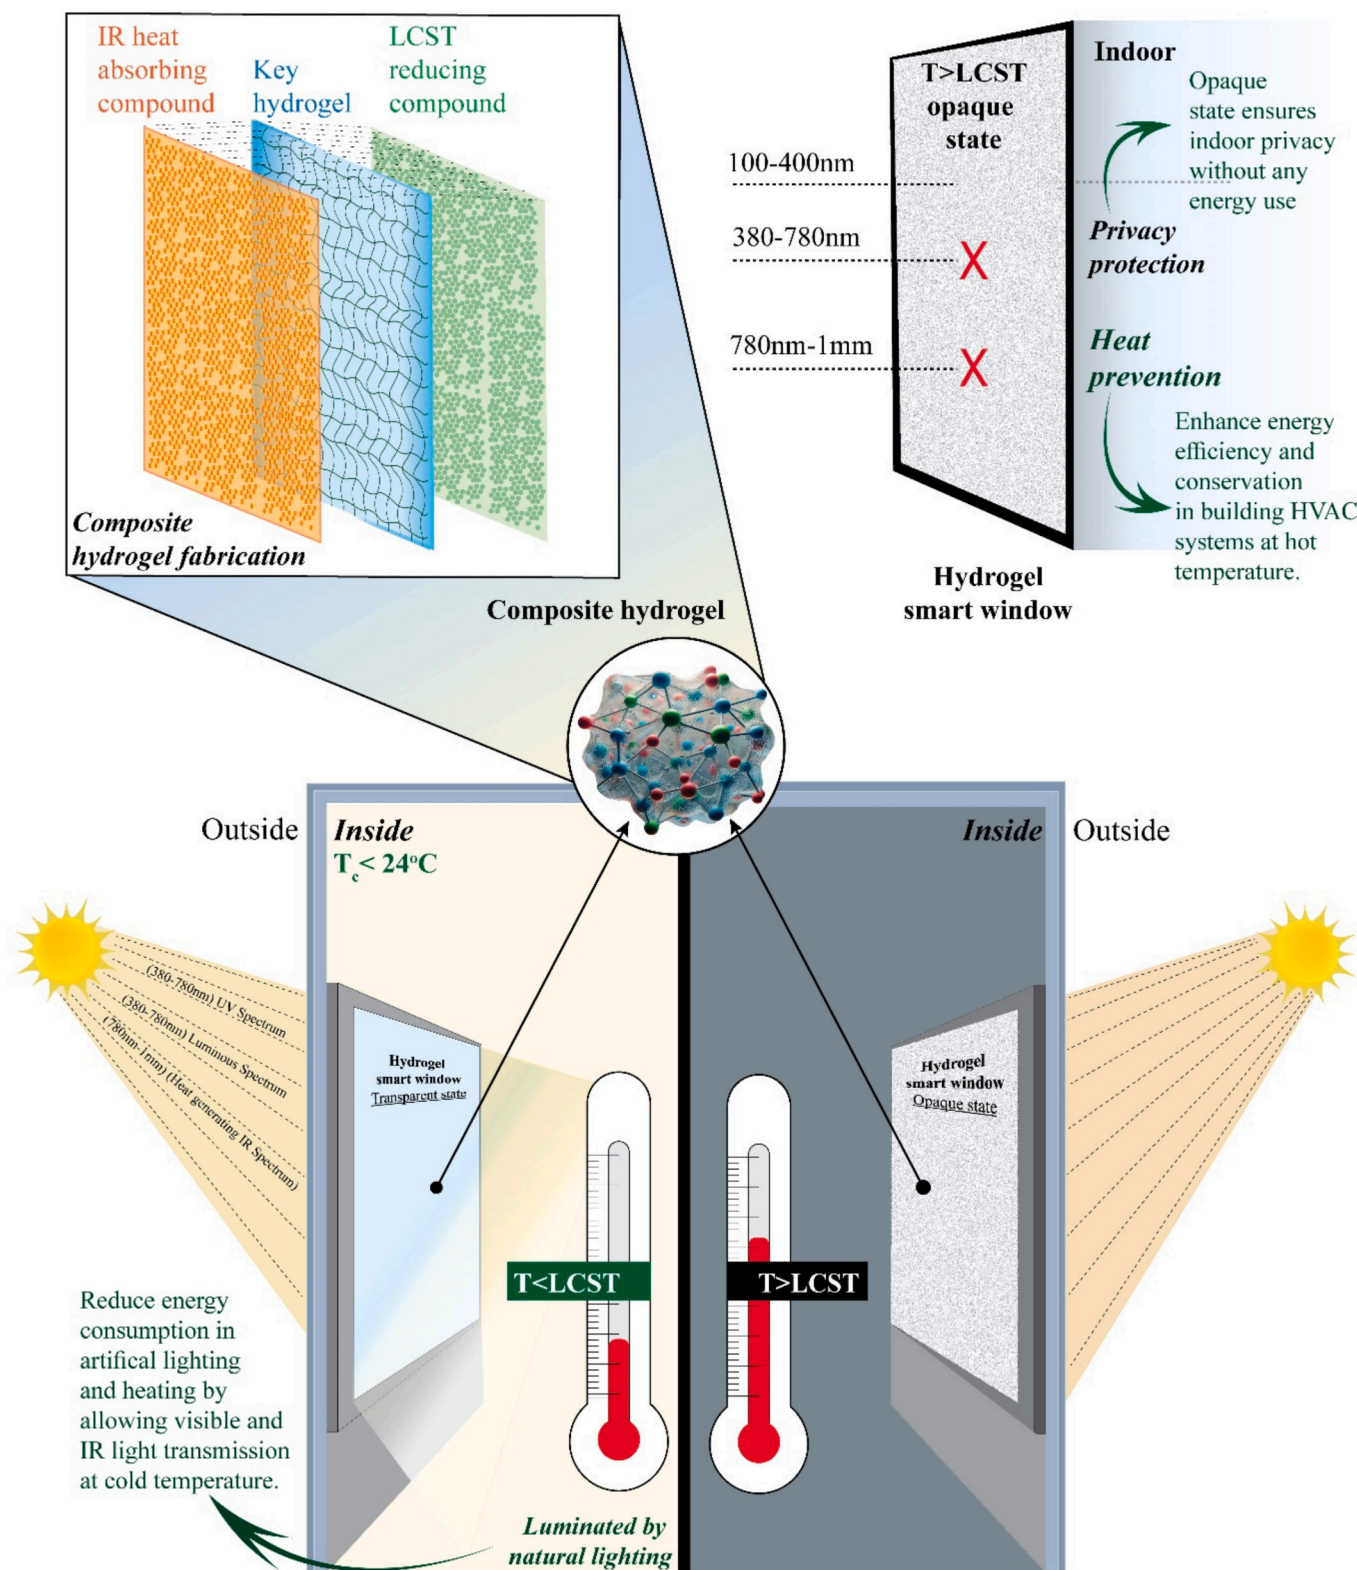 IR heat
absorbing
compound
Key
hydrogel
LCST
reducing
compound
Composite
hydrogel fabrication
T>LCST
opaque
state
100-400nm
380-780nm
X
780nm-1mm
X
Indoor
Opaque
state ensures
indoor privacy
without any
energy use
Privacy
protection
Heat
prevention
Enhance energy
efficiency and
conservation
in building HVAC
systems at hot
temperature.
Hydrogel
smart window
Composite hydrogel
Outside
Inside
Tc< 24°C
Inside
Outside
(380-780nm) UV Spectrum
(380-780nm) Luminous Spectrum
(780nm-1mm) (Heat generating IR Spectrum)
Hydrogel
smart window
Transparent state
Hydrogel
smart window
Opaque state
T<LCST
T>LCST
Reduce energy
consumption in
artifical lighting
and heating by
allowing visible and
IR light transmission
at cold temperature.
Luminated by
natural lighting